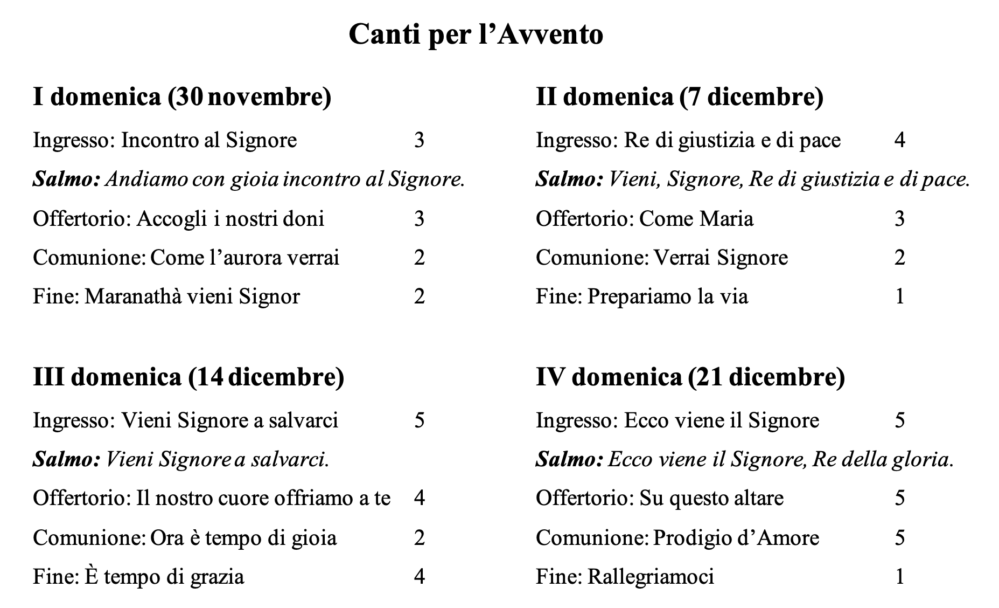 Canti per l’Avvento
I domenica (30 novembre)
Ingresso: Incontro al Signore 3
Salmo: Andiamo con gioia incontro al Signore.
Offertorio: Accogli i nostri doni 3
Comunione: Come l’aurora verrai 2
Fine: Maranathà vieni Signor 2
II domenica (7 dicembre)
Ingresso: Re di giustizia e di pace 4
Salmo: Vieni, Signore, Re di giustizia e di pace.
Offertorio: Come Maria 3
Comunione: Verrai Signore 2
Fine: Prepariamo la via 1
III domenica (14 dicembre)
Ingresso: Vieni Signore a salvarci 5
Salmo: Vieni Signore a salvarci.
Offertorio: Il nostro cuore offriamo a te 4
Comunione: Ora è tempo di gioia 2
Fine: È tempo di grazia 4
IV domenica (21 dicembre)
Ingresso: Ecco viene il Signore 5
Salmo: Ecco viene il Signore, Re della gloria.
Offertorio: Su questo altare 5
Comunione: Prodigio d’Amore 5
Fine: Rallegriamoci 1